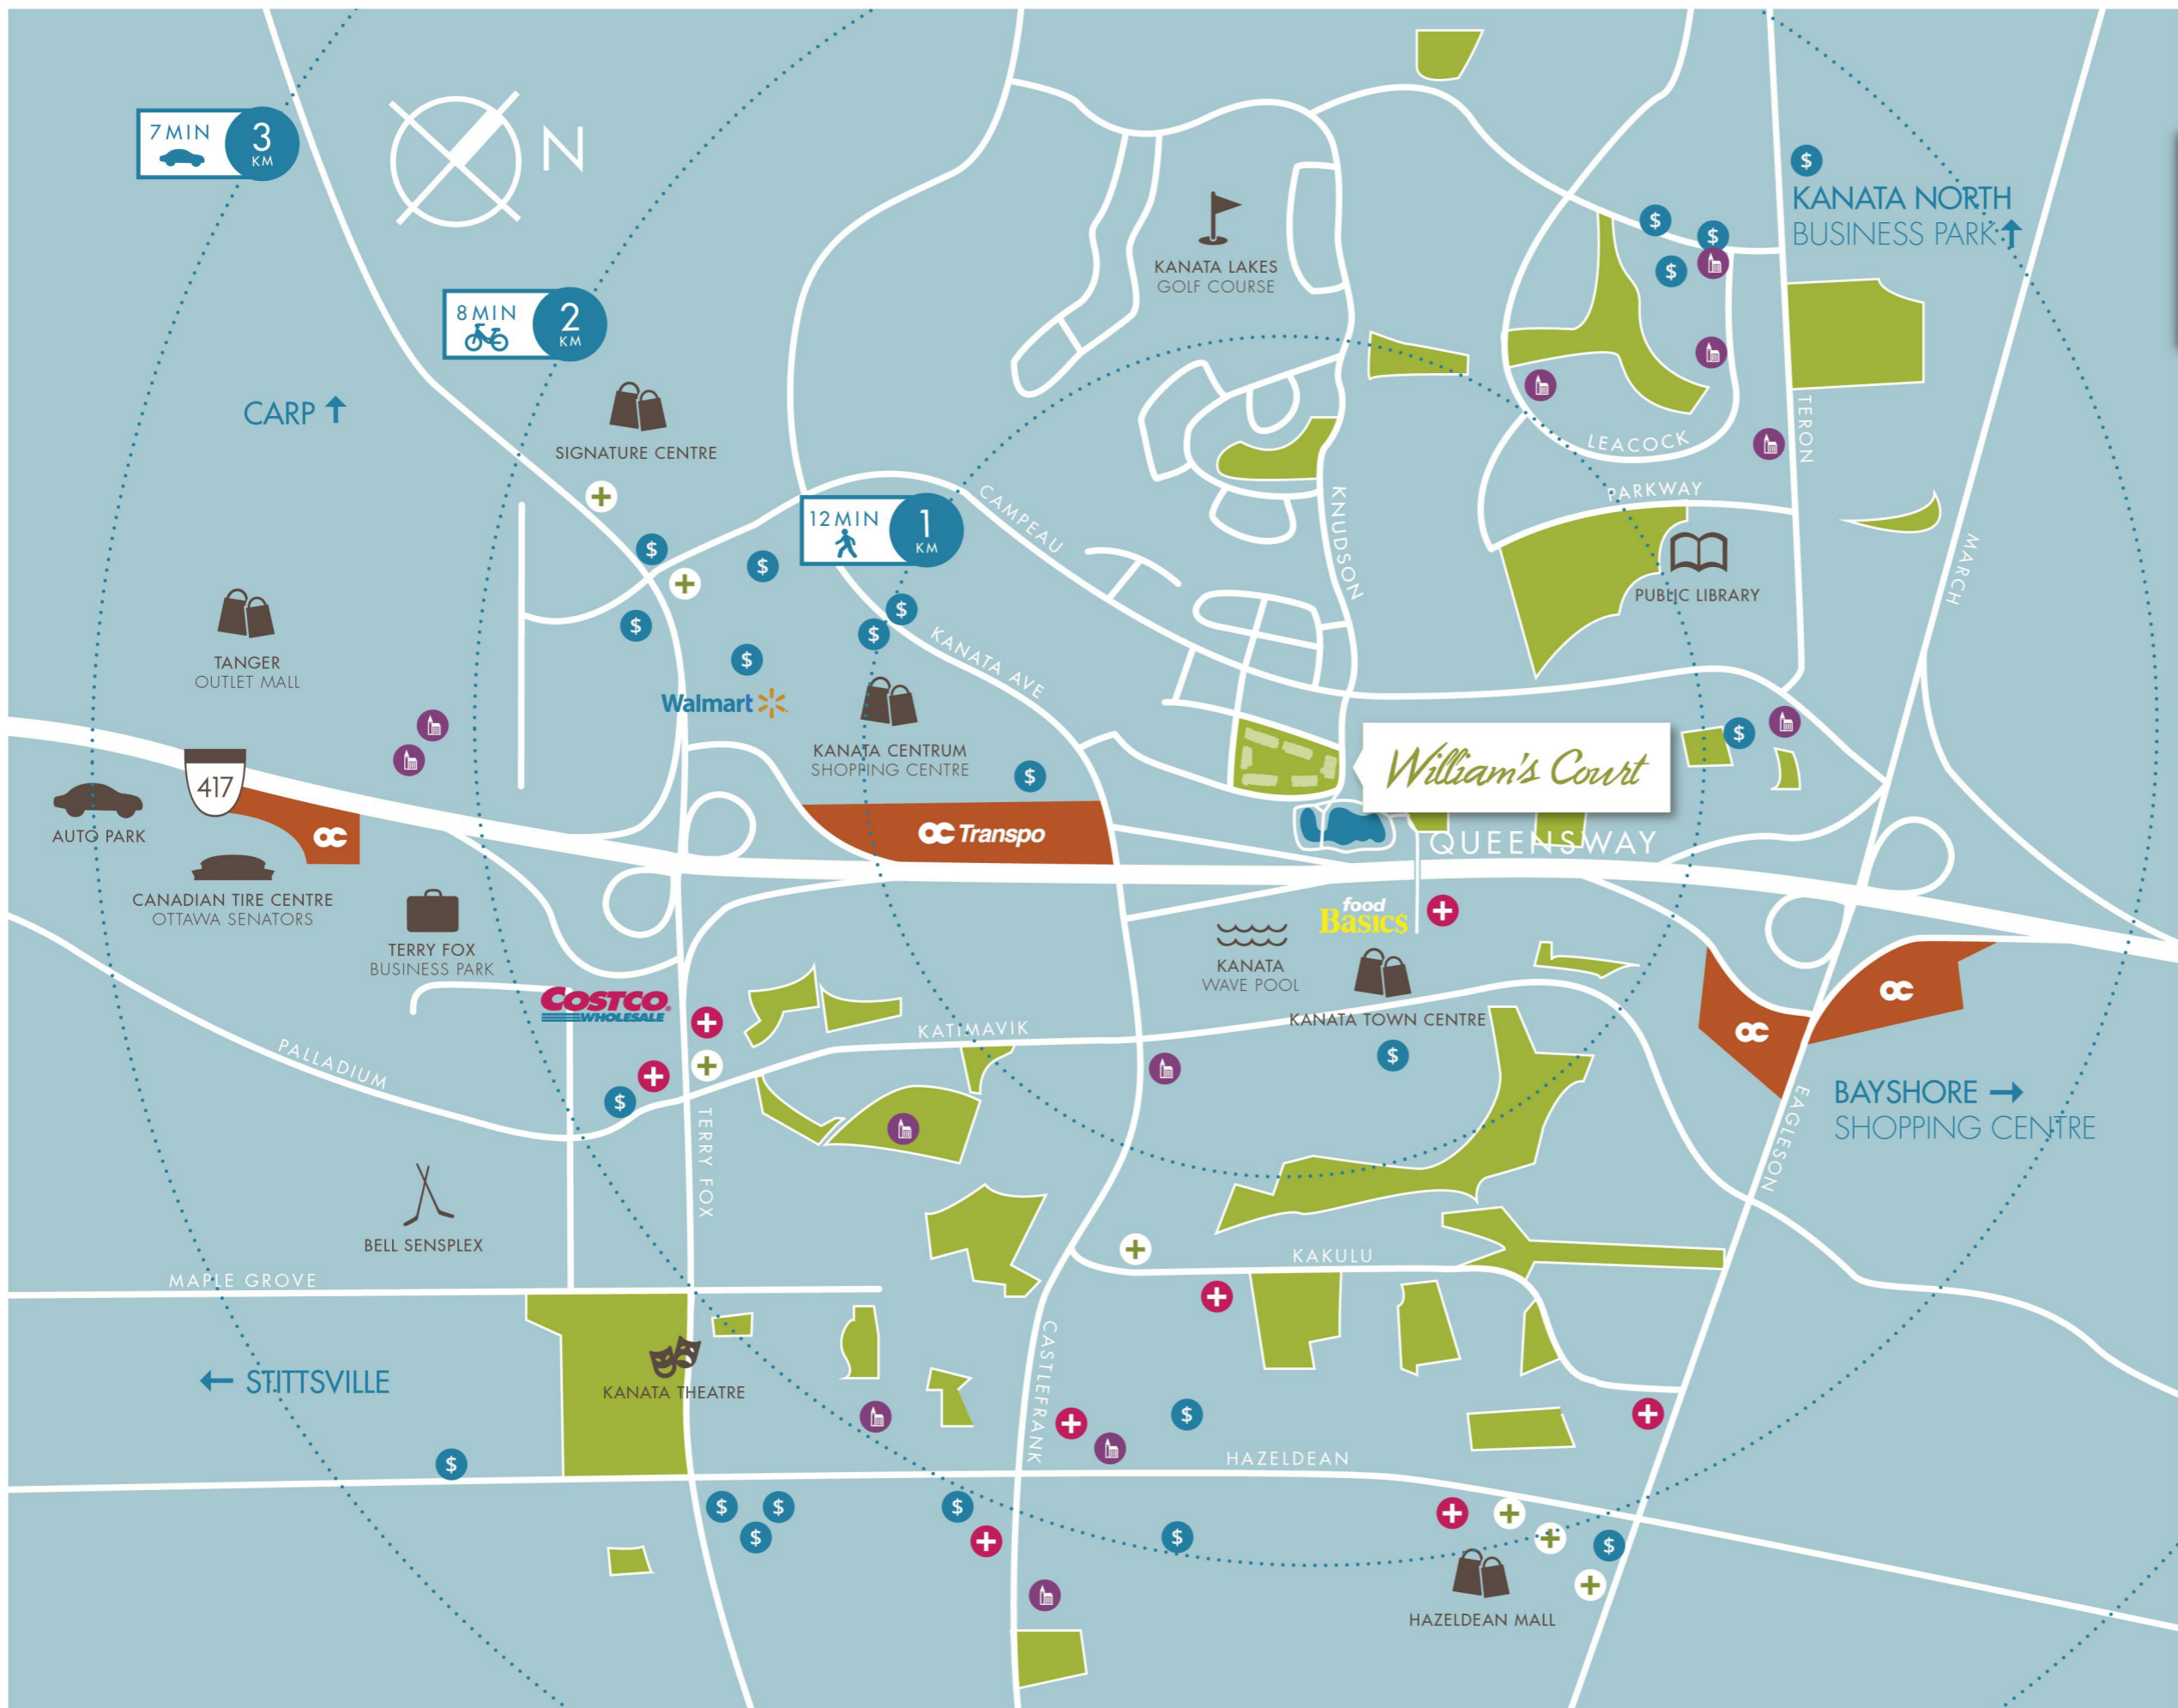 7 MIN
3
KM
N
KANATA NORTH
BUSINESS PARK ↑
KANATA LAKES
GOLF COURSE
8 MIN
2
KM
CARP ↑
SIGNATURE CENTRE
LEACOCK
TERON
PARKWAY
12 MIN
1
KM
CAMPEAU
KNUDSON
MARCH
PUBLIC LIBRARY
TANGER
OUTLET MALL
KANATA AVE
Walmart
KANATA CENTRUM
SHOPPING CENTRE
William's Court
417
AUTO PARK
OC
OC Transpo
QUEENSWAY
CANADIAN TIRE CENTRE
OTTAWA SENATORS
TERRY FOX
BUSINESS PARK
food
Basics
KANATA
WAVE POOL
COSTCO
WHOLESALE
KATIMAVIK
KANATA TOWN CENTRE
OC
OC
PALLADIUM
TERRY FOX
EAGLESON
BAYSHORE →
SHOPPING CENTRE
BELL SENSPLEX
KAKULU
MAPLE GROVE
CASTLEFRANK
← STITTSVILLE
KANATA THEATRE
HAZELDEAN
HAZELDEAN MALL